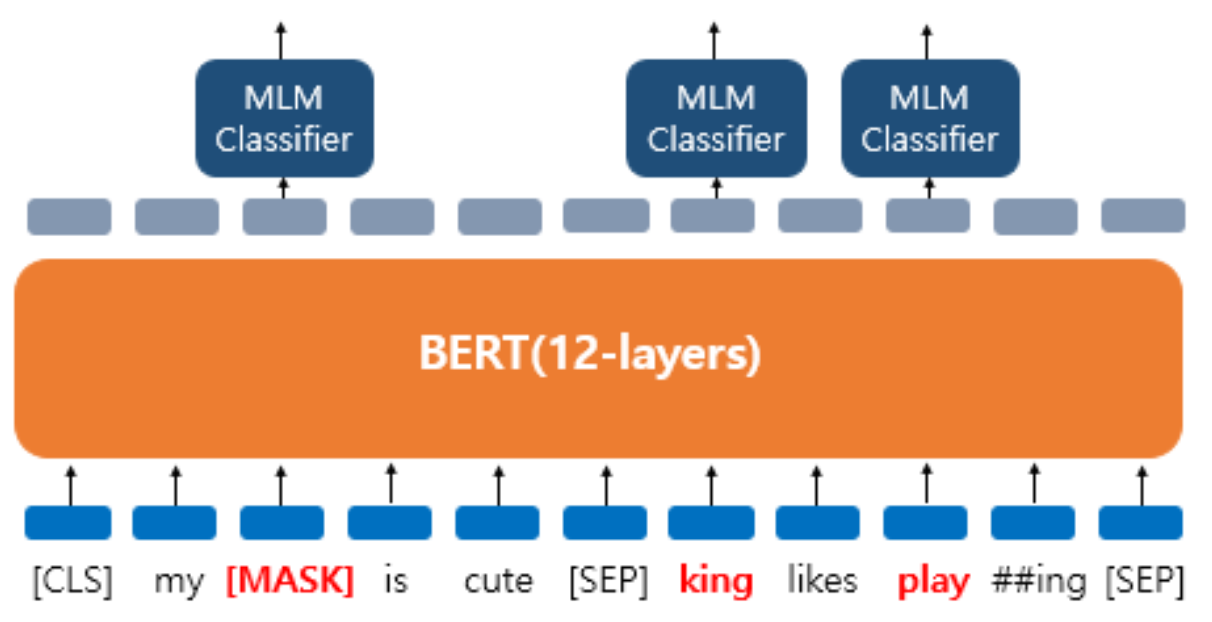 MLM
Classifier
MLM
Classifier
MLM
Classifier
BERT(12-layers)
[CLS] my [MASK] is cute [SEP] king likes play ##ing [SEP]